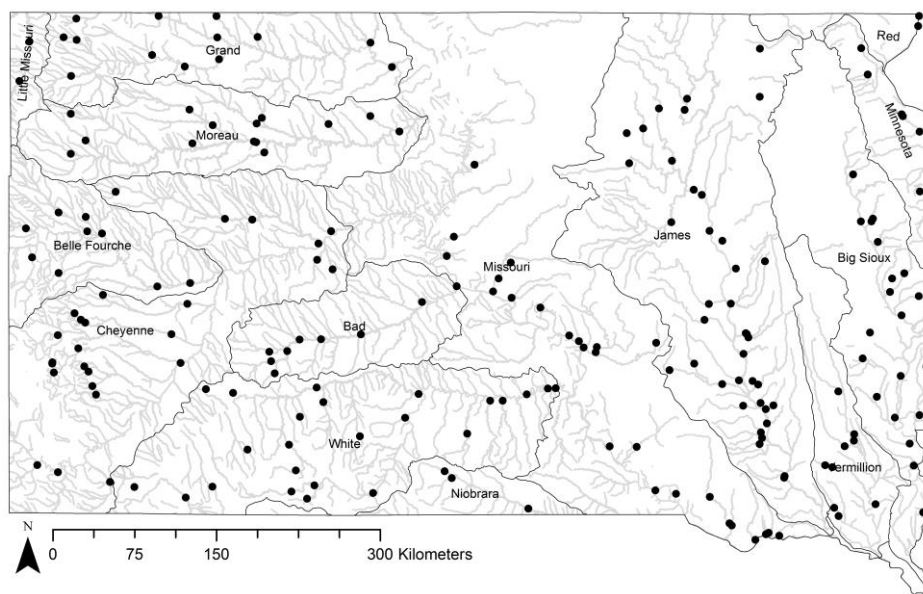 Little Missouri
Grand
Red
Moreau
Minnesota
Belle Fourche
James
Big Sioux
Missouri
Cheyenne
Bad
White
Vermillion
Niobrara
N
0 75 150 300 Kilometers